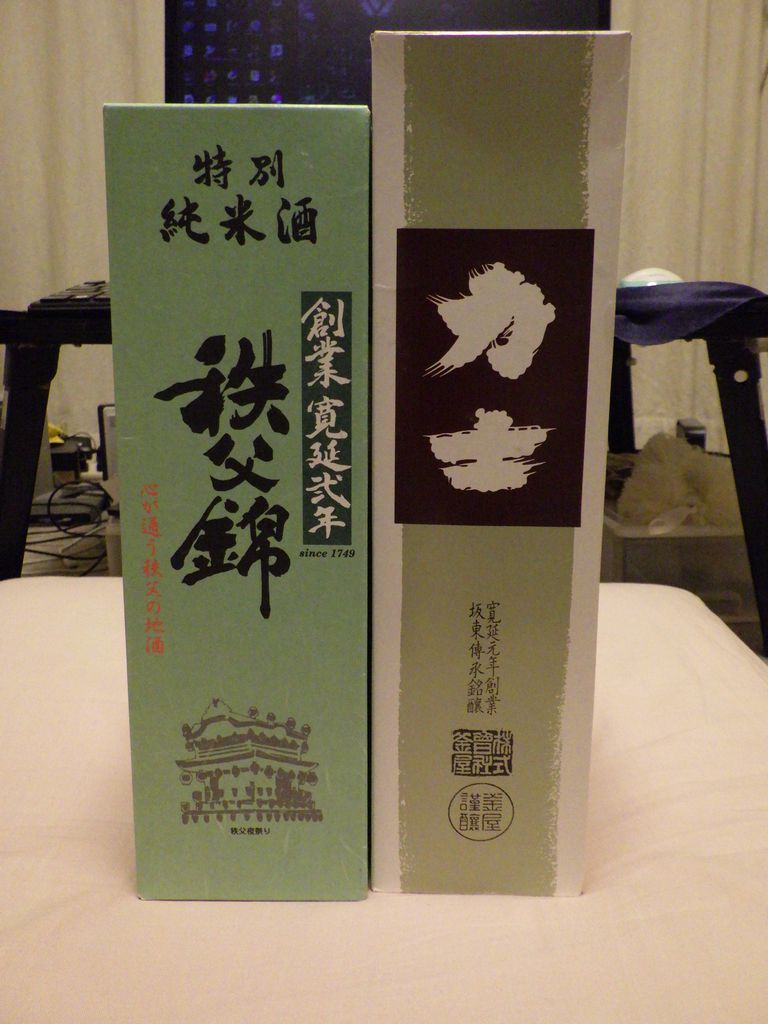 特別
純米酒
創業 寛延弐年
since 1749
秩父錦
心が通う秩父の地酒
秩父夜祭り
力士
寛延元年創業
坂東傳承銘醸
株式
會社
釜屋
釜屋
謹醸